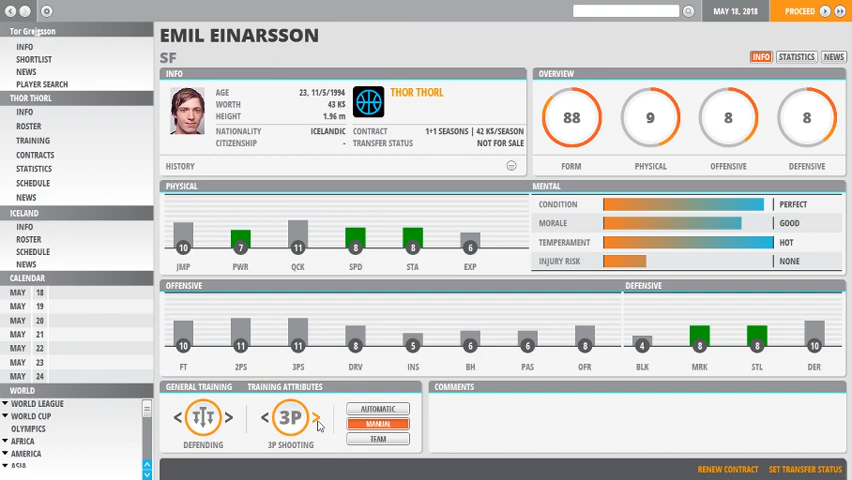 MAY 18, 2018
PROCEED
Tor Grejgsson
INFO
SHORTLIST
NEWS
PLAYER SEARCH
THOR THORL
INFO
ROSTER
TRAINING
CONTRACTS
STATISTICS
SCHEDULE
NEWS
ICELAND
INFO
ROSTER
SCHEDULE
NEWS
CALENDAR
MAY 18
MAY 19
MAY 20
MAY 21
MAY 22
MAY 23
MAY 24
WORLD
WORLD LEAGUE
WORLD CUP
OLYMPICS
AFRICA
AMERICA
ASIA
EMIL EINARSSON
SF
INFO STATISTICS NEWS
INFO
AGE 23, 11/5/1994
WORTH 43 K$
HEIGHT 1.96 m
NATIONALITY ICELANDIC
CITIZENSHIP -
THOR THORL
CONTRACT 1+1 SEASONS | 42 K$/SEASON
TRANSFER STATUS NOT FOR SALE
HISTORY
OVERVIEW
88 9 8 8
FORM PHYSICAL OFFENSIVE DEFENSIVE
PHYSICAL
10 7 11 8 8 6
JMP PWR QCK SPD STA EXP
MENTAL
CONDITION PERFECT
MORALE GOOD
TEMPERAMENT HOT
INJURY RISK NONE
OFFENSIVE
10 11 11 8 5 6 6 8
FT 2PS 3PS DRV INS BH PAS OFR
DEFENSIVE
4 8 8 10
BLK MRK STL DER
GENERAL TRAINING TRAINING ATTRIBUTES
< > < 3P >
DEFENDING 3P SHOOTING
AUTOMATIC
MANUAL
TEAM
COMMENTS
RENEW CONTRACT SET TRANSFER STATUS